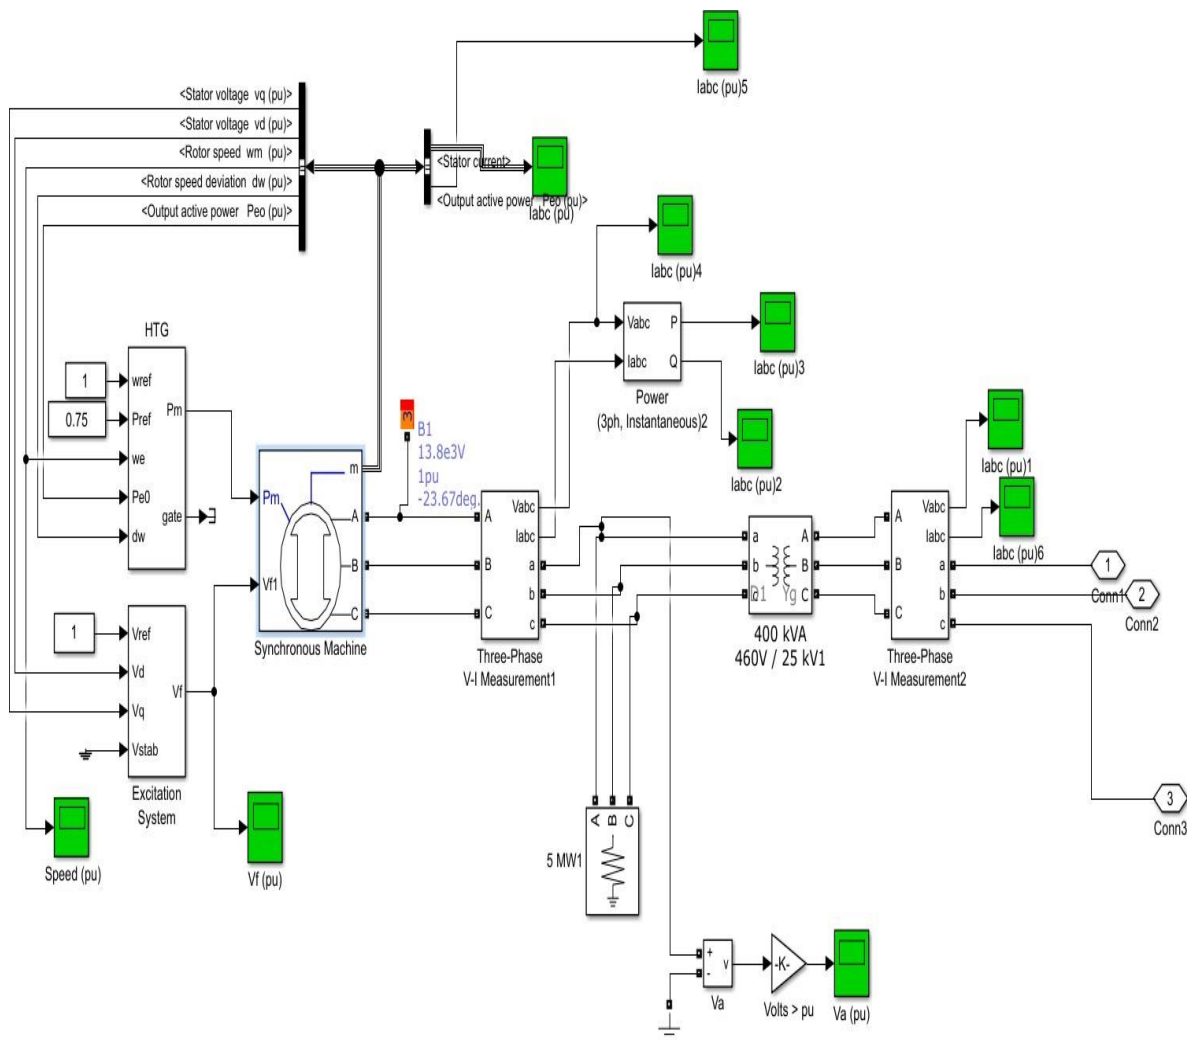 Iabc (pu)5
<Stator voltage vq (pu)>
<Stator voltage vd (pu)>
<Rotor speed wm (pu)>
<Rotor speed deviation dw (pu)>
<Output active power Peo (pu)>
<Stator current>
<Output active power Peo (pu)>
Iabc (pu)
Iabc (pu)4
HTG
1
wref
0.75
Pref
we
Pe0
dw
Pm
gate
Vabc
Iabc
P
Q
Power
(3ph, Instantaneous)2
Iabc (pu)3
Iabc (pu)2
B1
13.8e3V
1pu
-23.67deg.
Pm
Vf1
m
A
B
C
Synchronous Machine
A
B
C
Vabc
Iabc
a
b
c
Three-Phase
V-I Measurement1
a
b
A
B
C
Yg
400 kVA
460V / 25 kV1
A
B
C
Vabc
Iabc
a
b
c
Three-Phase
V-I Measurement2
Iabc (pu)1
Iabc (pu)6
1
Conn1
2
Conn2
3
Conn3
1
Vref
Vd
Vq
Vstab
Vf
Excitation
System
Speed (pu)
Vf (pu)
A
B
C
5 MW1
+
-
v
Va
-K-
Volts > pu
Va (pu)